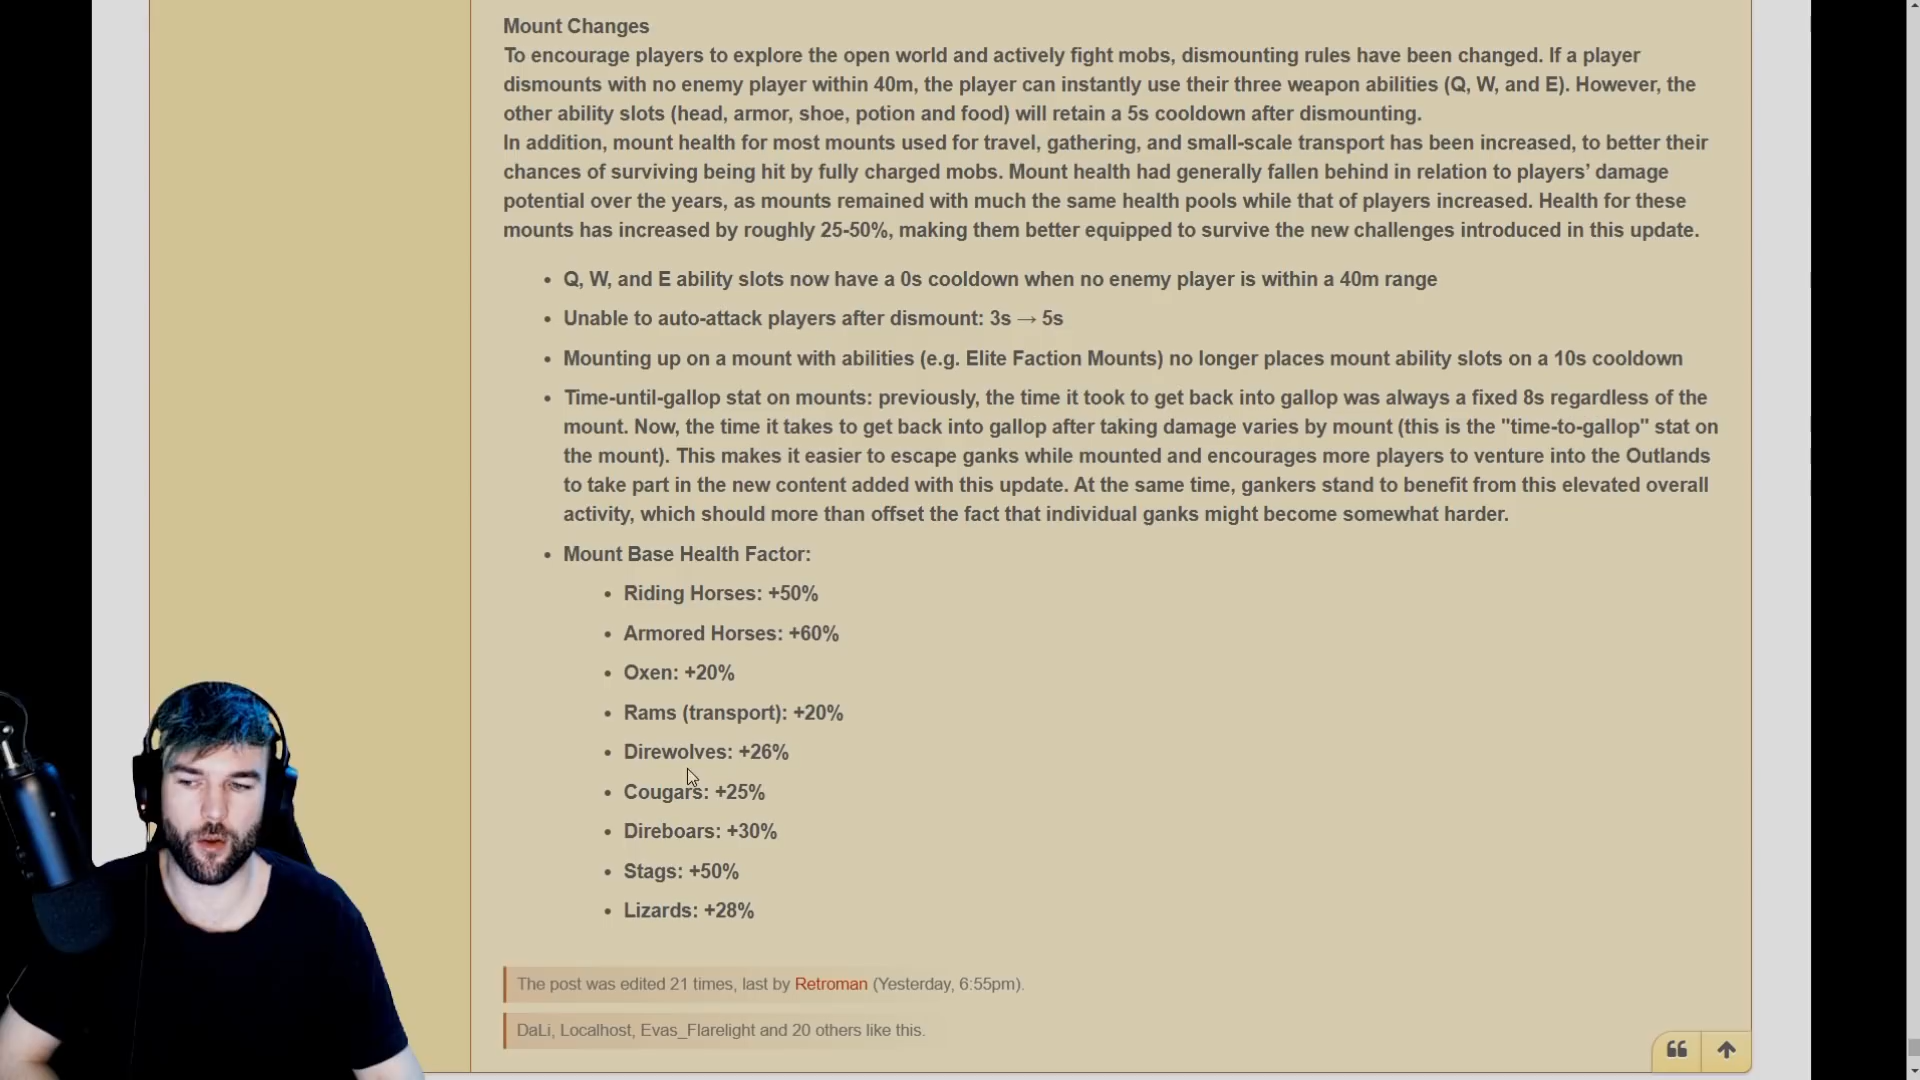 Mount Changes
To encourage players to explore the open world and actively fight mobs, dismounting rules have been changed. If a player
dismounts with no enemy player within 40m, the player can instantly use their three weapon abilities (Q, W, and E). However, the
other ability slots (head, armor, shoe, potion and food) will retain a 5s cooldown after dismounting.
In addition, mount health for most mounts used for travel, gathering, and small-scale transport has been increased, to better their
chances of surviving being hit by fully charged mobs. Mount health had generally fallen behind in relation to players’ damage
potential over the years, as mounts remained with much the same health pools while that of players increased. Health for these
mounts has increased by roughly 25-50%, making them better equipped to survive the new challenges introduced in this update.
• Q, W, and E ability slots now have a 0s cooldown when no enemy player is within a 40m range
• Unable to auto-attack players after dismount: 3s → 5s
• Mounting up on a mount with abilities (e.g. Elite Faction Mounts) no longer places mount ability slots on a 10s cooldown
• Time-until-gallop stat on mounts: previously, the time it took to get back into gallop was always a fixed 8s regardless of the
mount. Now, the time it takes to get back into gallop after taking damage varies by mount (this is the "time-to-gallop" stat on
the mount). This makes it easier to escape ganks while mounted and encourages more players to venture into the Outlands
to take part in the new content added with this update. At the same time, gankers stand to benefit from this elevated overall
activity, which should more than offset the fact that individual ganks might become somewhat harder.
• Mount Base Health Factor:
• Riding Horses: +50%
• Armored Horses: +60%
• Oxen: +20%
• Rams (transport): +20%
• Direwolves: +26%
• Cougars: +25%
• Direboars: +30%
• Stags: +50%
• Lizards: +28%
The post was edited 21 times, last by Retroman (Yesterday, 6:55pm).
DaLi, Localhost, Evas_Flarelight and 20 others like this.